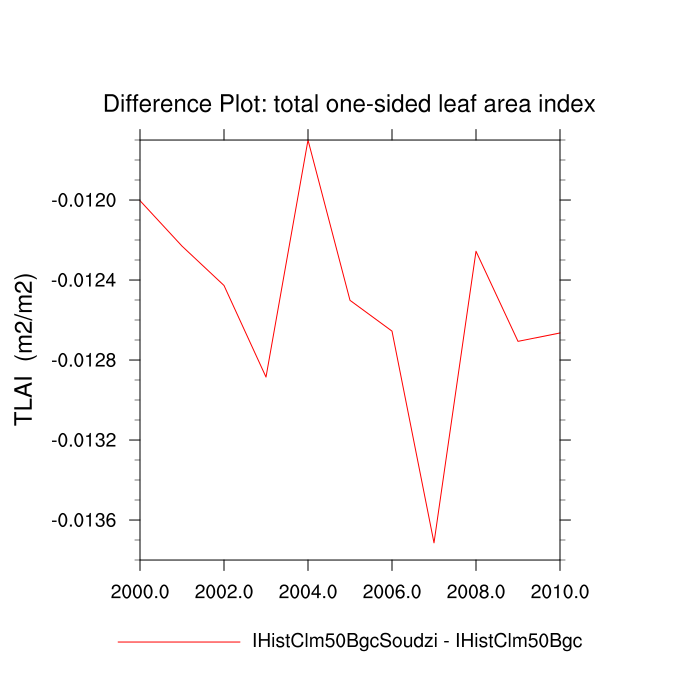 Difference Plot: total one-sided leaf area index
TLAI  (m2/m2)
-0.0120
-0.0124
-0.0128
-0.0132
-0.0136
2000.0 2002.0 2004.0 2006.0 2008.0 2010.0
IHistClm50BgcSoudzi - IHistClm50Bgc